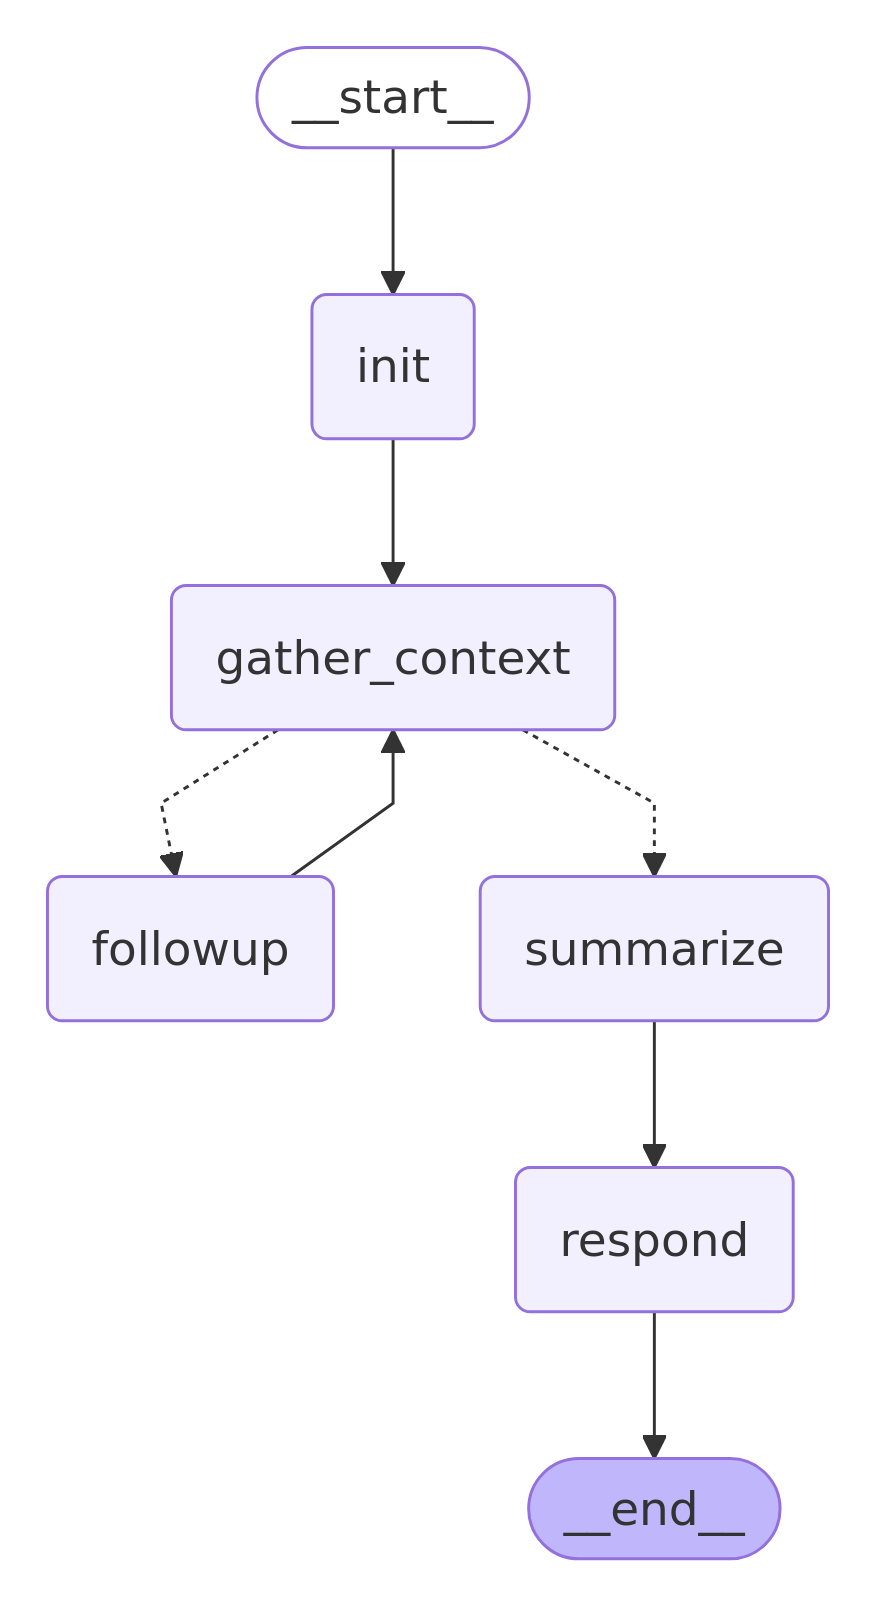 __start__
init
gather_context
followup
summarize
respond
__end__